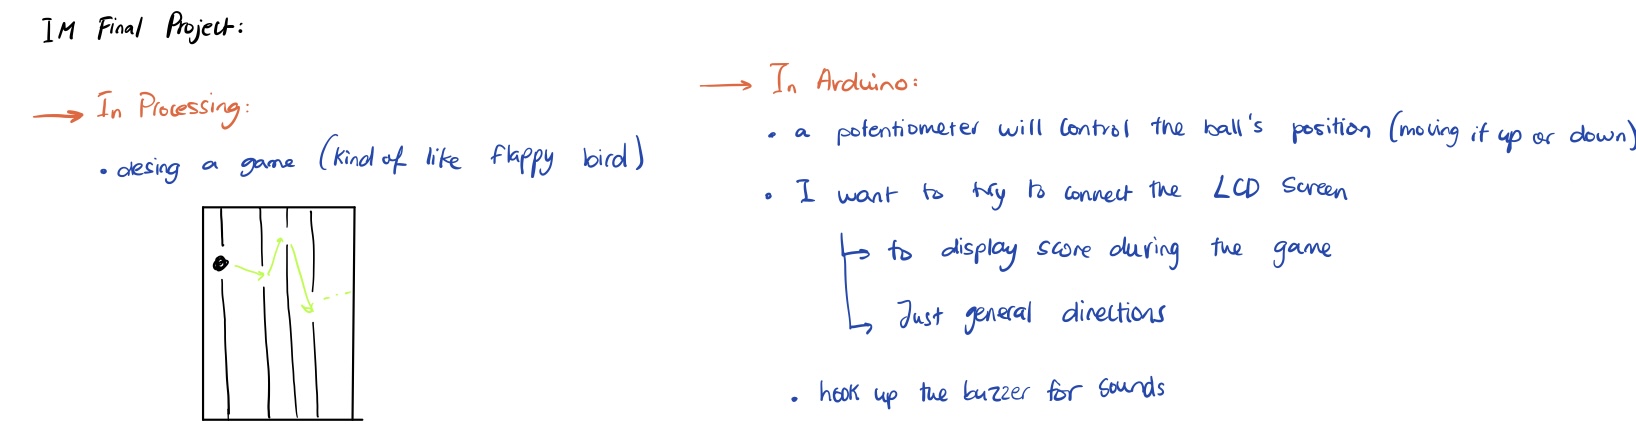 IM Final Project:
→ In Processing:
• desing a game (kind of like flappy bird)
→ In Arduino:
• a potentiometer will control the ball's position (moving it up or down)
• I want to try to connect the LCD Screen
↳ to display score during the game
↳ Just general directions
• hook up the buzzer for sounds